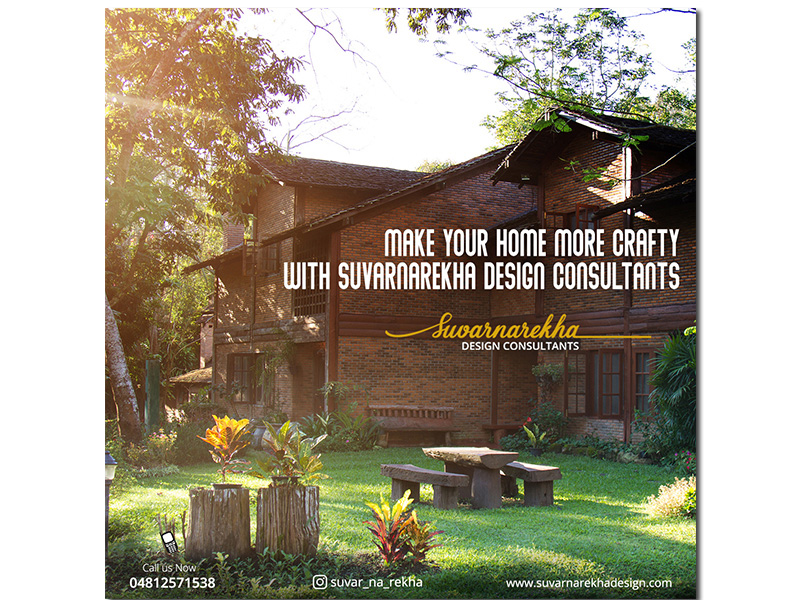 MAKE YOUR HOME MORE CRAFTY
WITH SUVARNAREKHA DESIGN CONSULTANTS
Suvarnarekha
DESIGN CONSULTANTS
Call us Now
04812571538
suvar_na_rekha
www.suvarnarekhadesign.com